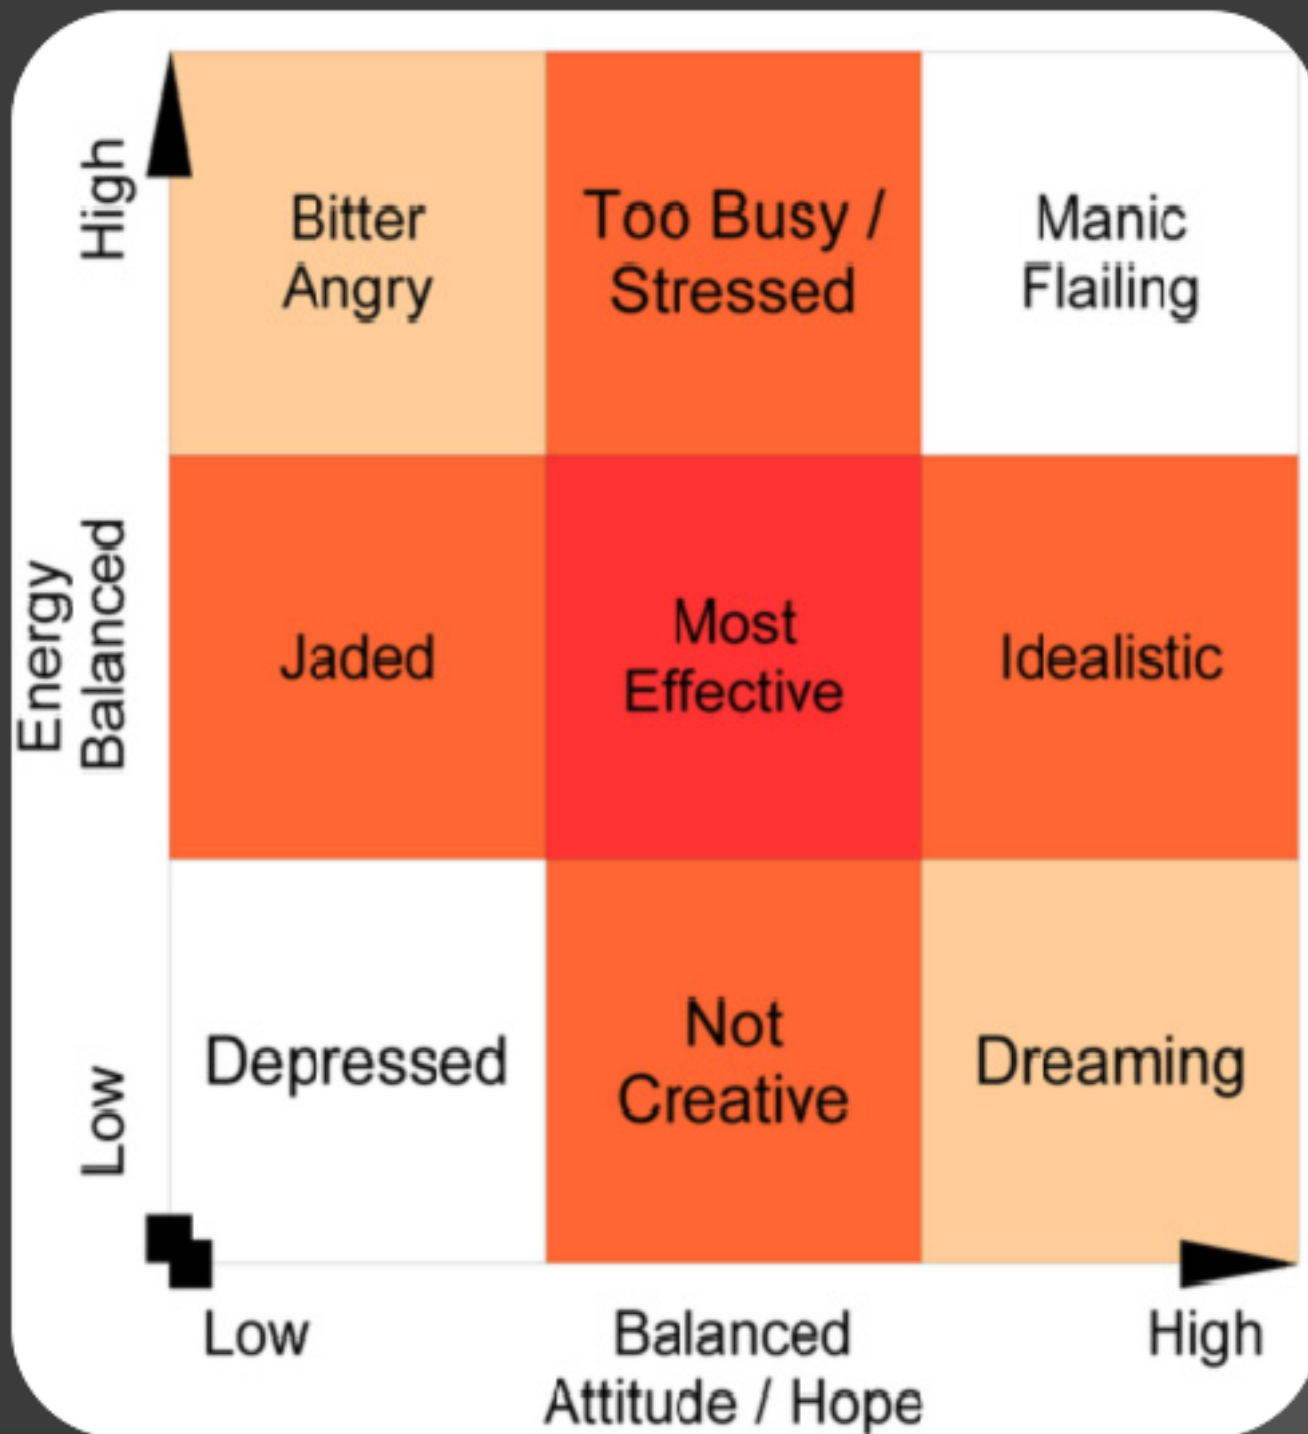 High
Energy
Balanced
Low
Bitter
Angry
Too Busy /
Stressed
Manic
Flailing
Jaded
Most
Effective
Idealistic
Depressed
Not
Creative
Dreaming
Low
Balanced
High
Attitude / Hope